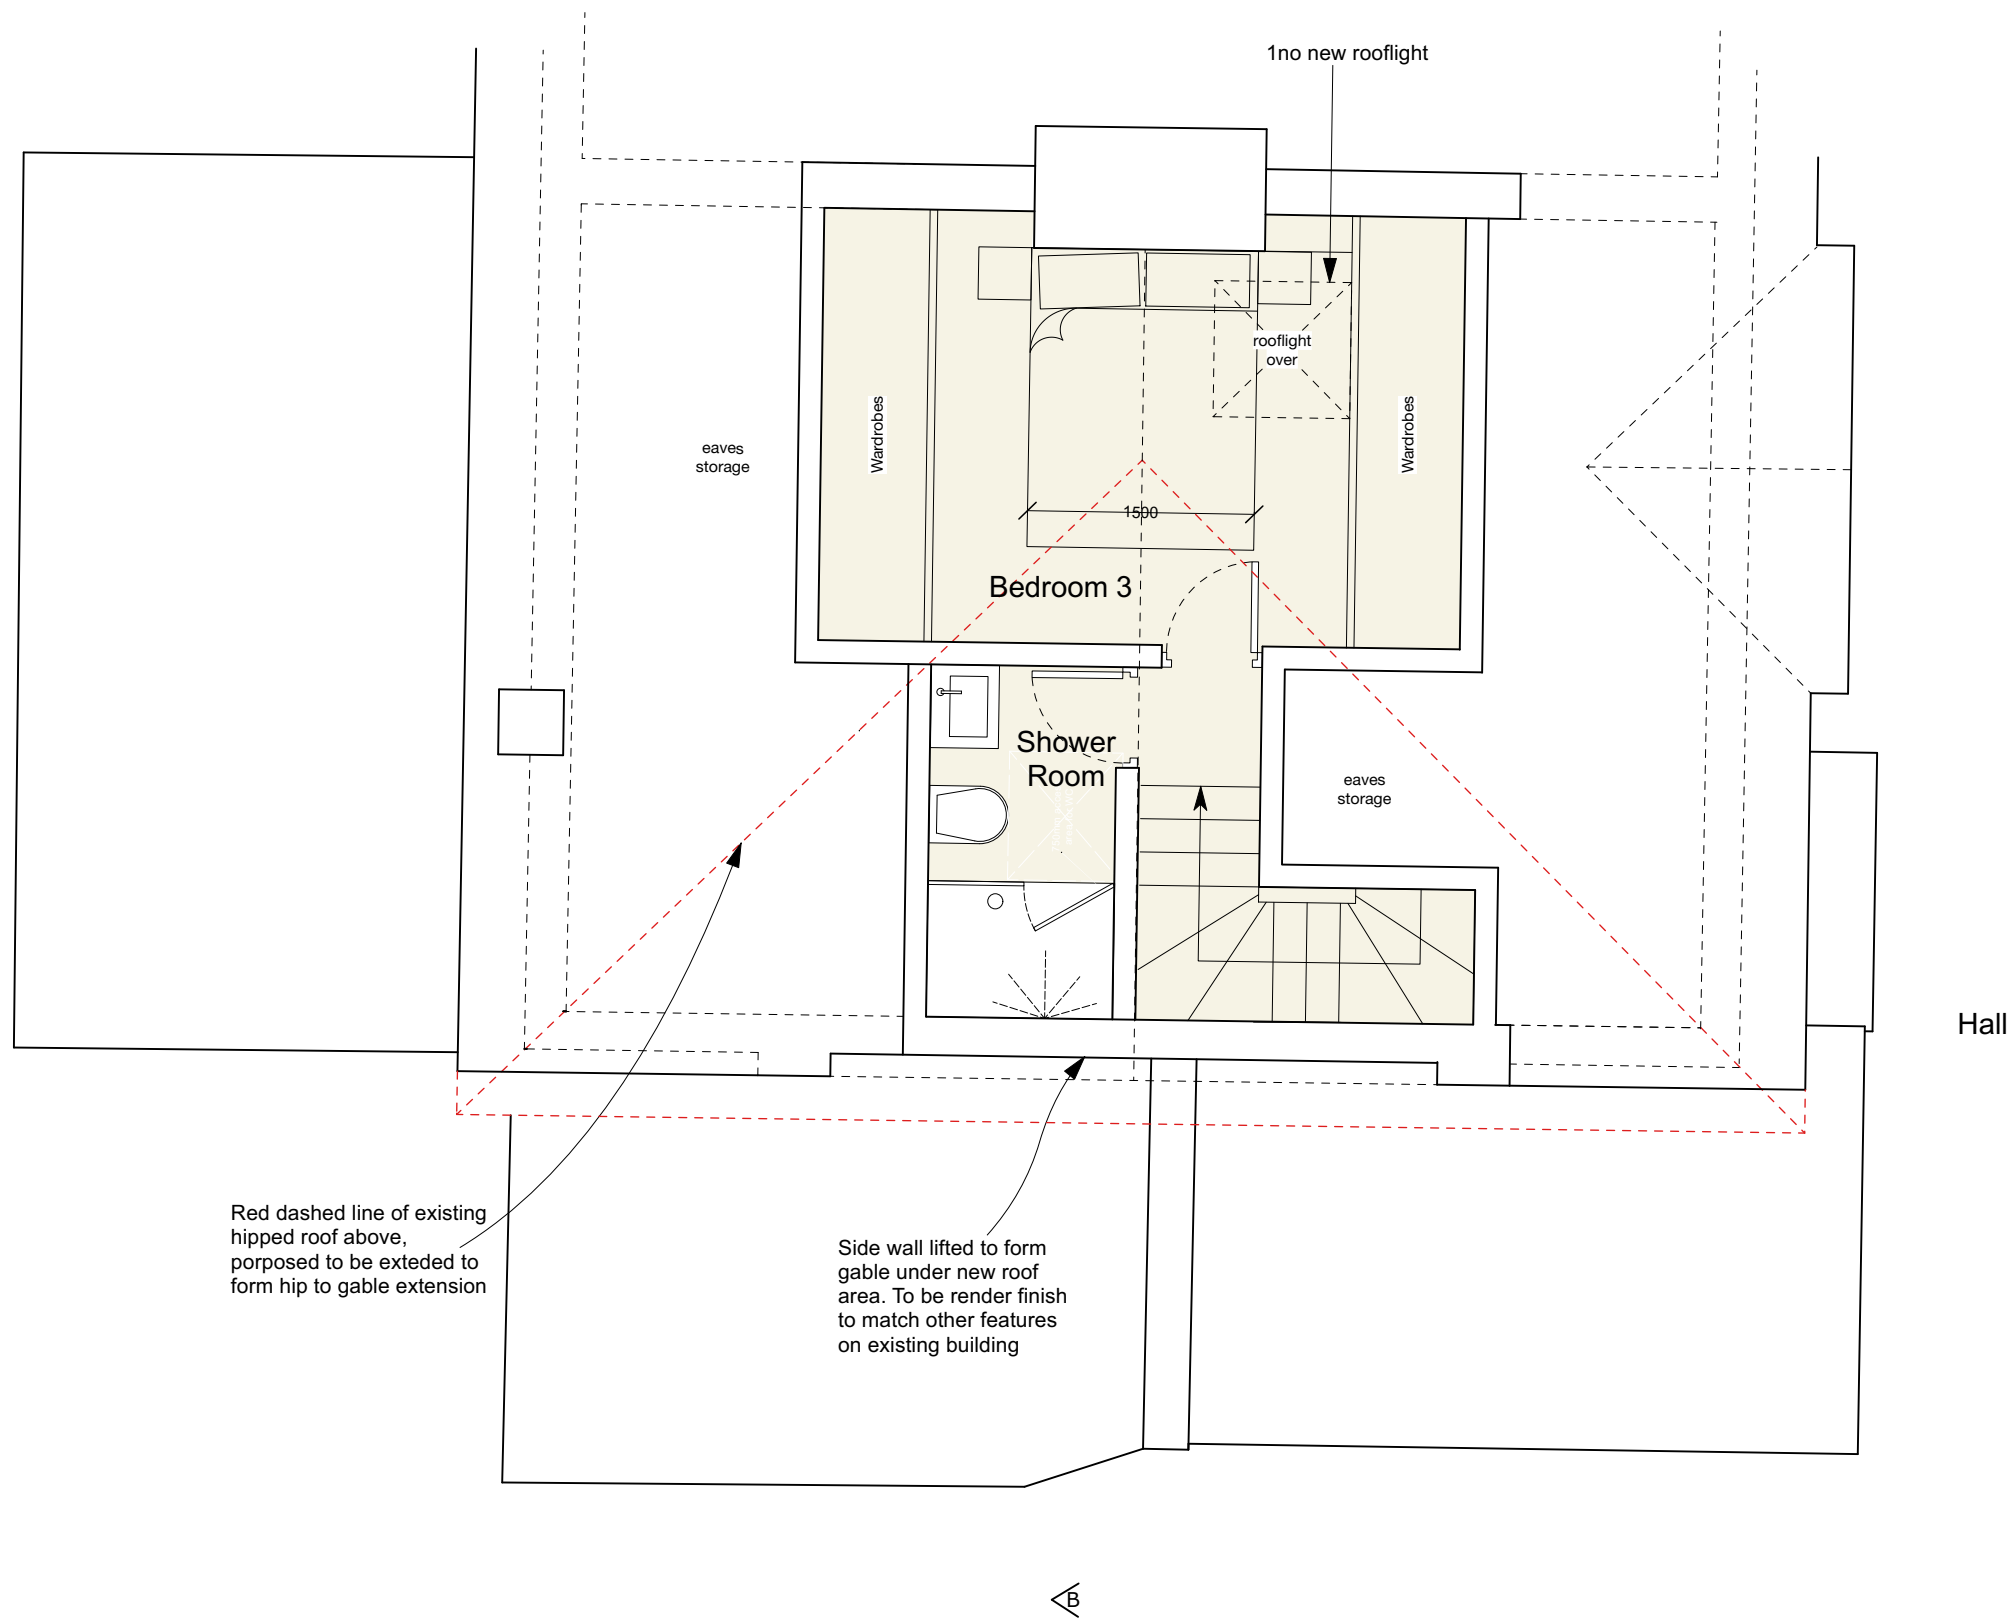 1no new rooflight
rooflight
over
Wardrobes
Wardrobes
eaves
storage
1500
Bedroom 3
Shower
Room
eaves
storage
Hall
Red dashed line of existing
hipped roof above,
porposed to be exteded to
form hip to gable extension
Side wall lifted to form
gable under new roof
area. To be render finish
to match other features
on existing building
B